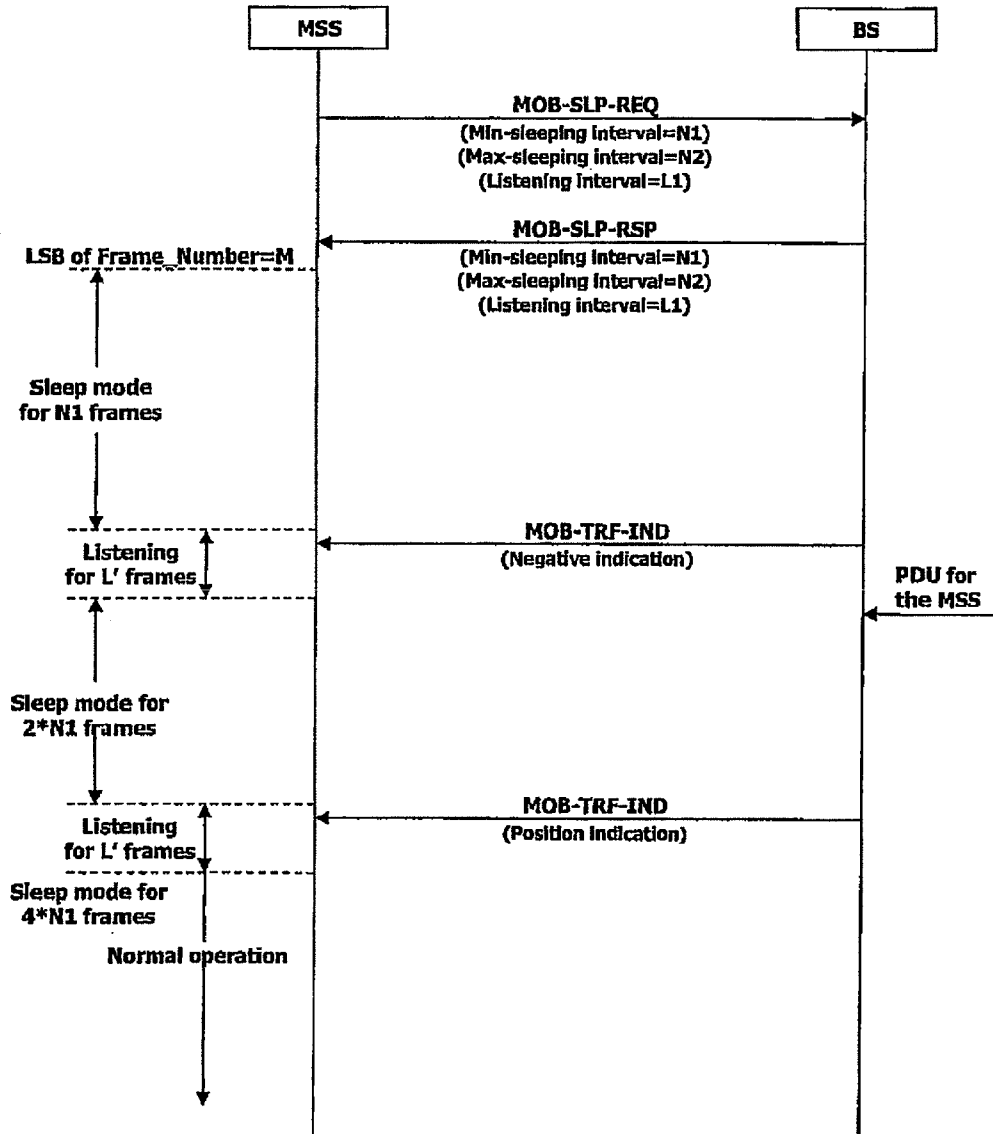 MSS
BS
MOB-SLP-REQ
(Min-sleeping interval=N1)
(Max-sleeping interval=N2)
(Listening interval=L1)
MOB-SLP-RSP
LSB of Frame_Number=M
(Min-sleeping interval=N1)
(Max-sleeping interval=N2)
(Listening interval=L1)
Sleep mode
for N1 frames
MOB-TRF-IND
(Negative indication)
Listening
for L' frames
PDU for
the MSS
Sleep mode for
2*N1 frames
MOB-TRF-IND
(Position indication)
Listening
for L' frames
Sleep mode for
4*N1 frames
Normal operation